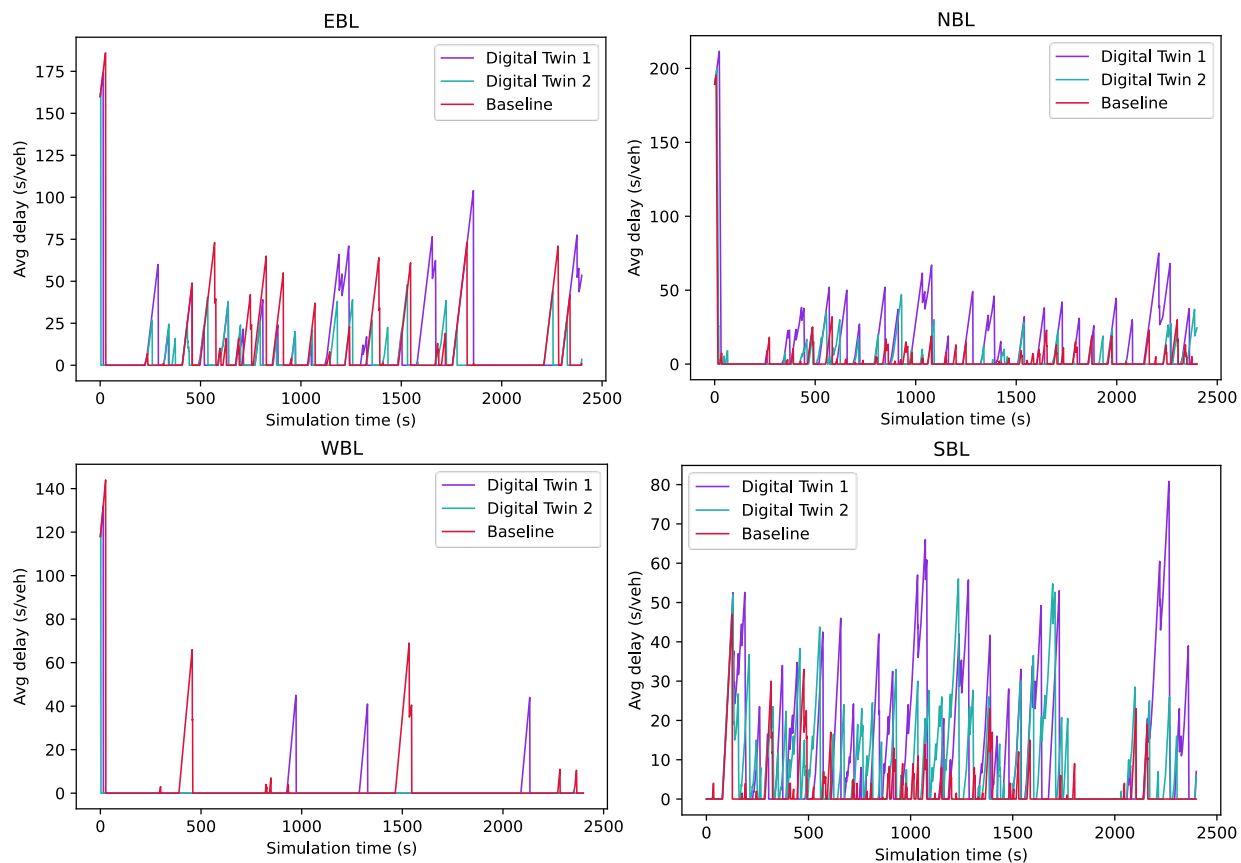 EBL
Avg delay (s/veh)
175
150
125
100
75
50
25
0
Digital Twin 1
Digital Twin 2
Baseline
0 500 1000 1500 2000 2500
Simulation time (s)
NBL
Avg delay (s/veh)
200
150
100
50
0
Digital Twin 1
Digital Twin 2
Baseline
0 500 1000 1500 2000 2500
Simulation time (s)
WBL
Avg delay (s/veh)
140
120
100
80
60
40
20
0
Digital Twin 1
Digital Twin 2
Baseline
0 500 1000 1500 2000 2500
Simulation time (s)
SBL
Avg delay (s/veh)
80
70
60
50
40
30
20
10
0
Digital Twin 1
Digital Twin 2
Baseline
0 500 1000 1500 2000 2500
Simulation time (s)